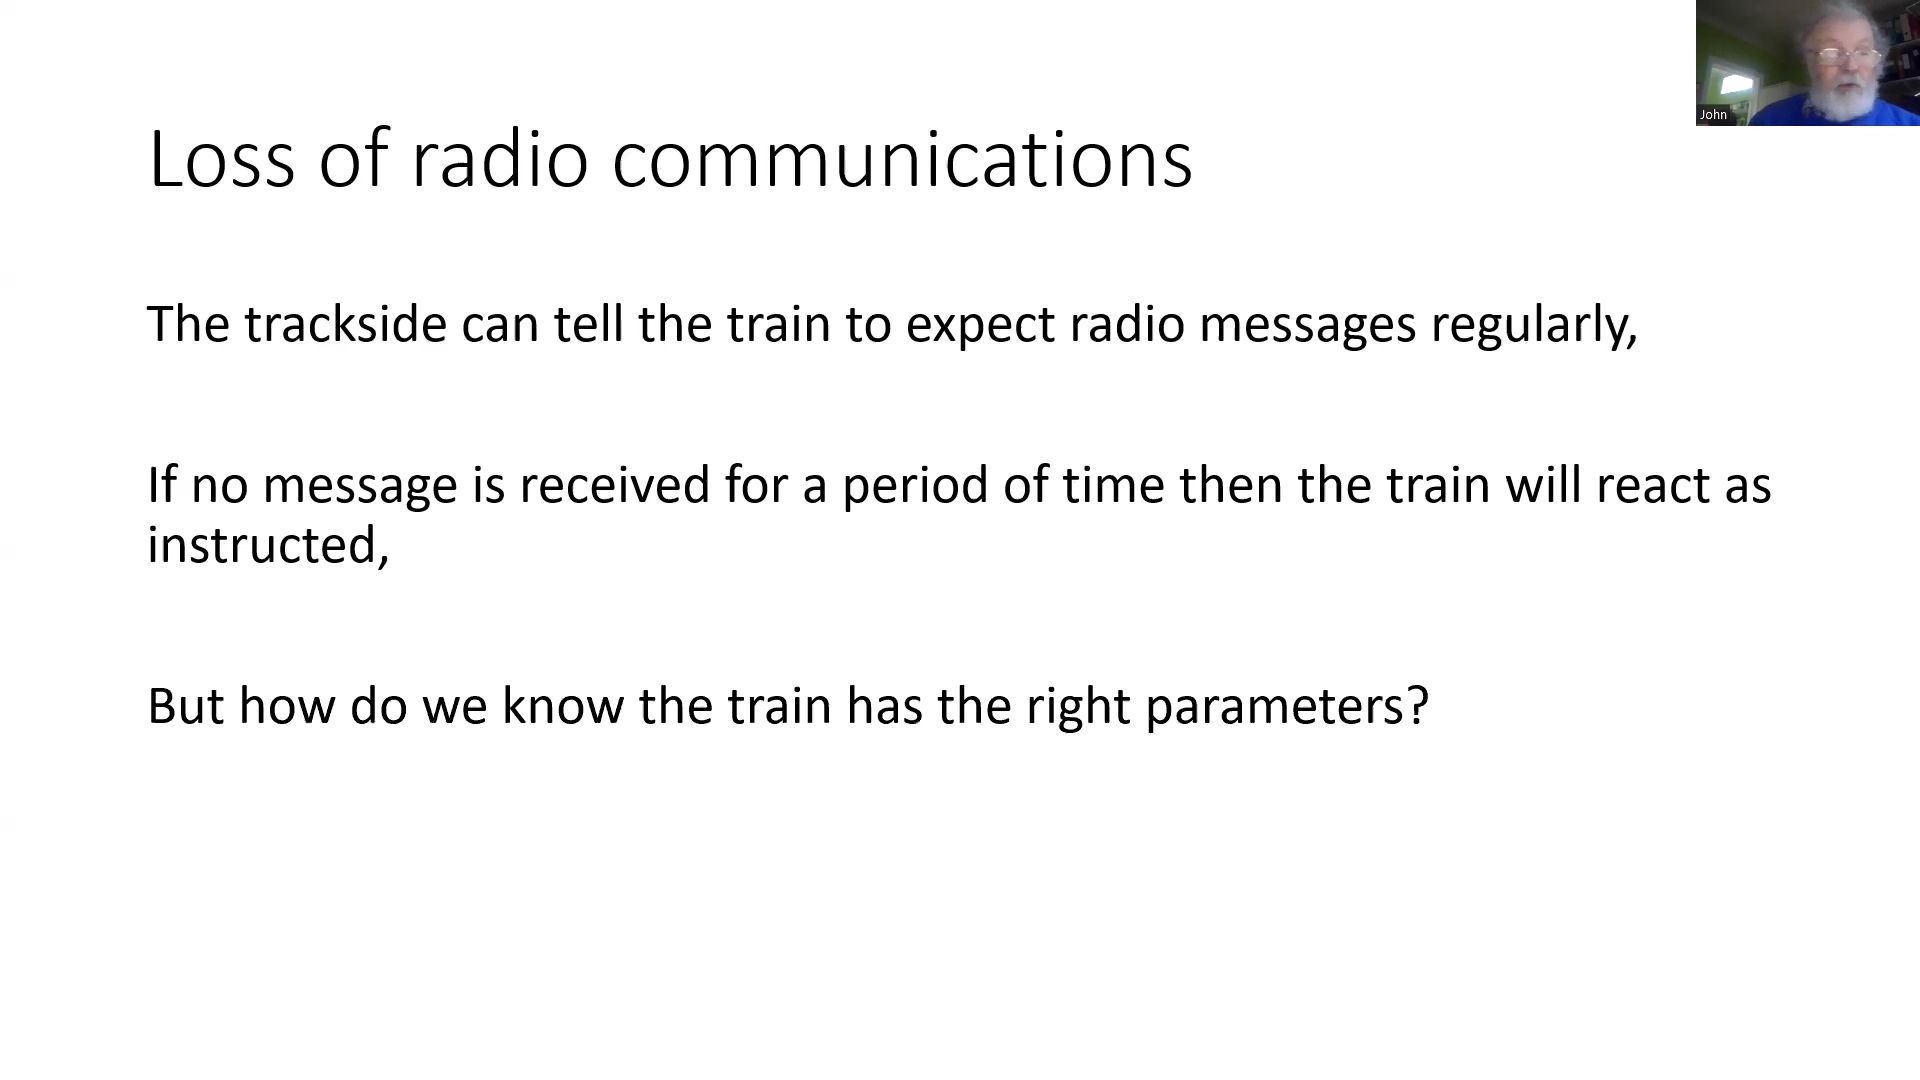 Loss of radio communications
John
The trackside can tell the train to expect radio messages regularly,
If no message is received for a period of time then the train will react as
instructed,
But how do we know the train has the right parameters?